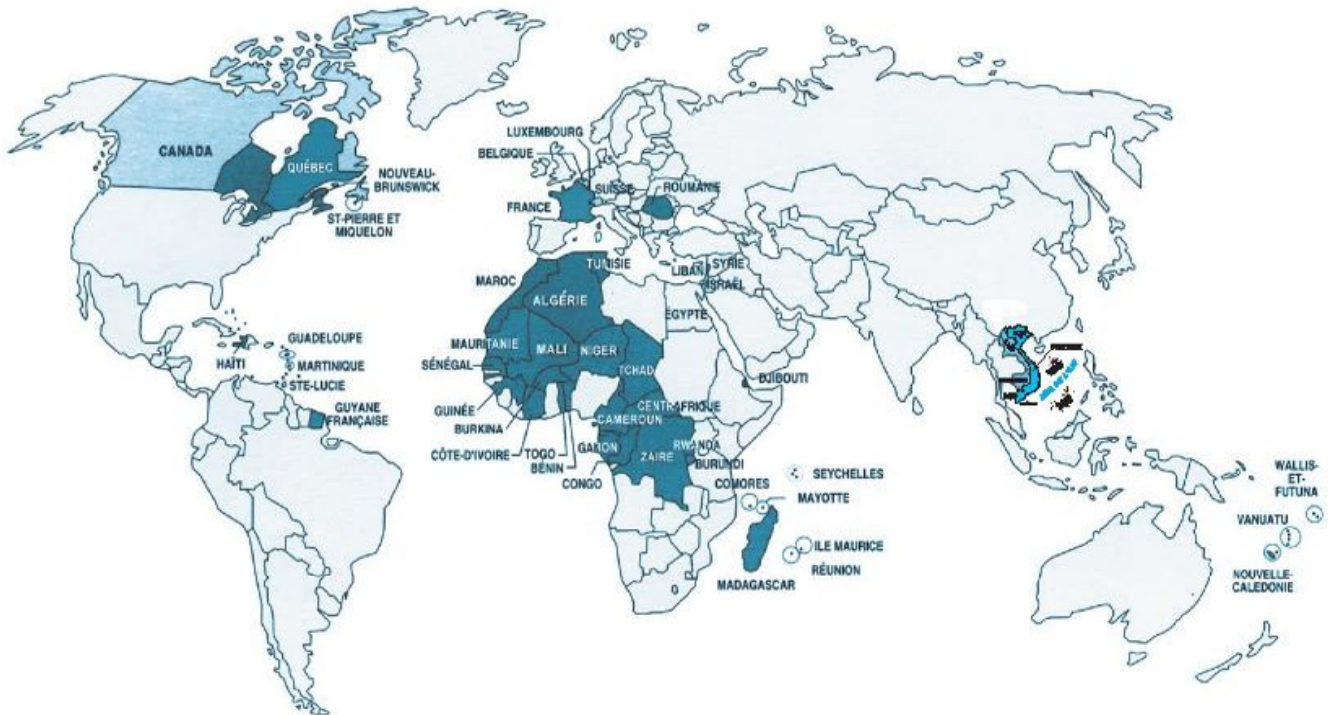 CANADA
QUÉBEC
NOUVEAU-
BRUNSWICK
ST-PIERRE ET
MIQUELON
LUXEMBOURG
BELGIQUE
SUISSE
ROUMANIE
FRANCE
TUNISIE
LIBAN
SYRIE
ISRAËL
MAROC
ALGÉRIE
EGYPTE
GUADELOUPE
HAÏTI
MARTINIQUE
STE-LUCIE
GUYANE
FRANÇAISE
MAURITANIE
MALI
NIGER
SÉNÉGAL
TCHAD
DJIBOUTI
GUINÉE
BURKINA
CENTRAFRIQUE
CAMEROUN
CÔTE-D'IVOIRE
TOGO
BÉNIN
GABON
CONGO
ZAIRE
RWANDA
BURUNDI
COMORES
SEYCHELLES
MAYOTTE
ILE MAURICE
RÉUNION
MADAGASCAR
WALLIS-
ET-
FUTUNA
VANUATU
NOUVELLE-
CALEDONIE